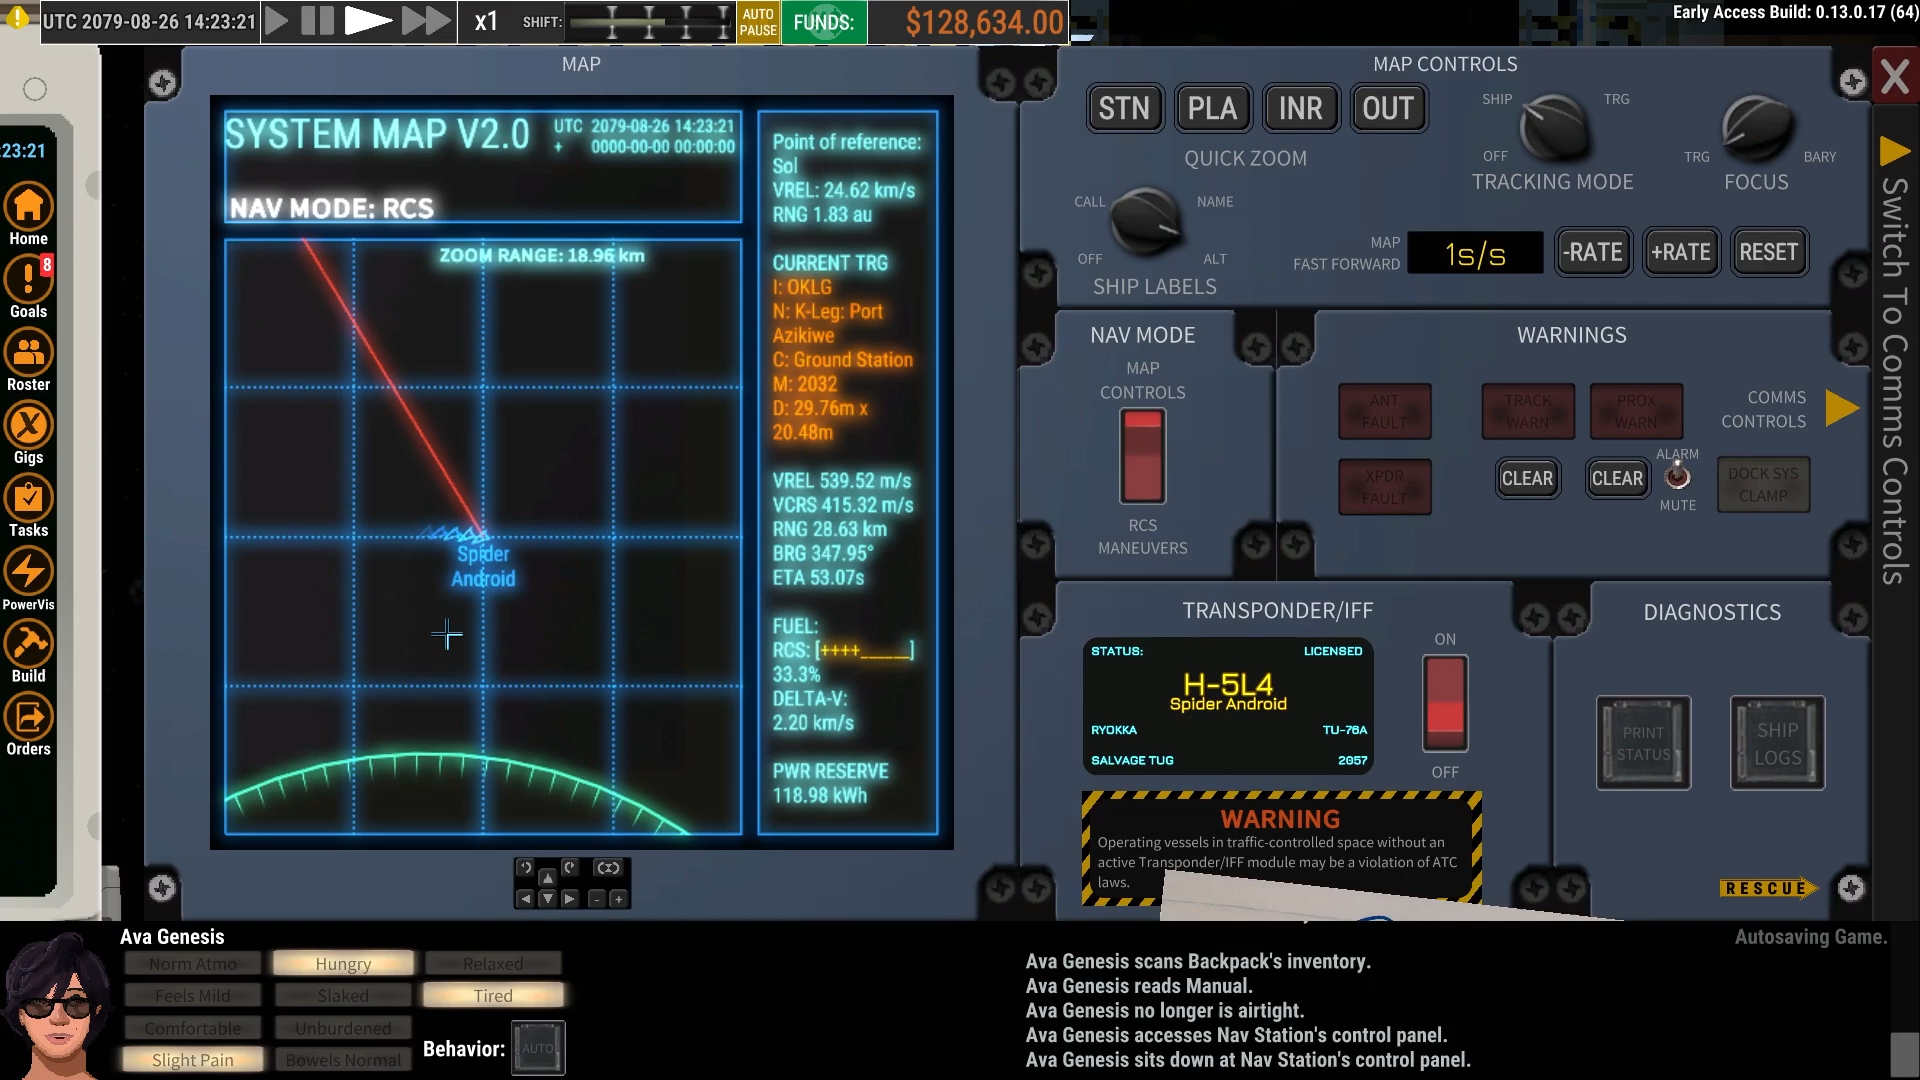 UTC 2079-08-26 14:23:21
x1
SHIFT:
AUTO PAUSE
FUNDS:
$128,634.00
Early Access Build: 0.13.0.17 (64)
:23:21
Home
8
Goals
Roster
Gigs
Tasks
PowerVis
Build
Orders
MAP
SYSTEM MAP V2.0
UTC 2079-08-26 14:23:21
+ 0000-00-00 00:00:00
NAV MODE: RCS
ZOOM RANGE: 18.96 km
Spider
Android
Point of reference:
Sol
VREL: 24.62 km/s
RNG 1.83 au
CURRENT TRG
I: OKLG
N: K-Leg: Port
Azikiwe
C: Ground Station
M: 2032
D: 29.76m x
20.48m
VREL 539.52 m/s
VCRS 415.32 m/s
RNG 28.63 km
BRG 347.95°
ETA 53.07s
FUEL:
RCS: [++++______]
33.3%
DELTA-V:
2.20 km/s
PWR RESERVE
118.98 kWh
MAP CONTROLS
STN PLA INR OUT
QUICK ZOOM
SHIP TRG
OFF
TRACKING MODE
TRG BARY
FOCUS
CALL NAME
OFF ALT
SHIP LABELS
MAP
FAST FORWARD
1s/s
-RATE +RATE RESET
NAV MODE
MAP
CONTROLS
RCS
MANEUVERS
WARNINGS
ANT
FAULT
TRACK
WARN
PROX
WARN
COMMS
CONTROLS
XPDR
FAULT
CLEAR
CLEAR
ALARM
MUTE
DOCK SYS
CLAMP
TRANSPONDER/IFF
STATUS: LICENSED
H-5L4
Spider Android
RYOKKA TU-76A
SALVAGE TUG 2057
ON
OFF
WARNING
Operating vessels in traffic-controlled space without an
active Transponder/IFF module may be a violation of ATC
laws.
DIAGNOSTICS
PRINT
STATUS
SHIP
LOGS
RESCUE
Switch To Comms Controls
Ava Genesis
Norm Atmo Hungry Relaxed
Feels Mild Slaked Tired
Comfortable Unburdened
Slight Pain Bowels Normal
Behavior: AUTO
Autosaving Game.
Ava Genesis scans Backpack's inventory.
Ava Genesis reads Manual.
Ava Genesis no longer is airtight.
Ava Genesis accesses Nav Station's control panel.
Ava Genesis sits down at Nav Station's control panel.